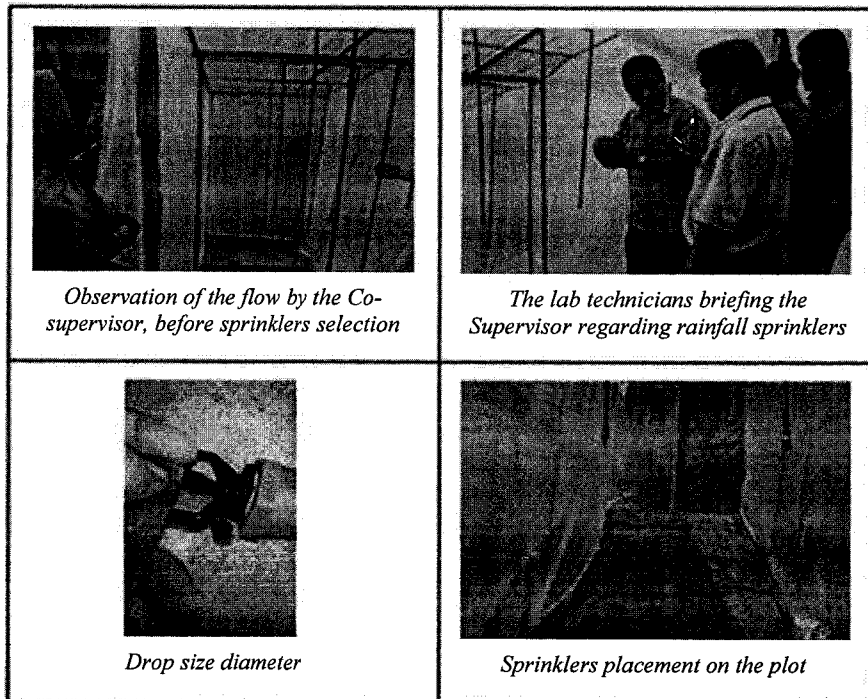 Observation of the flow by the Co-
supervisor, before sprinklers selection
The lab technicians briefing the
Supervisor regarding rainfall sprinklers
Drop size diameter
Sprinklers placement on the plot